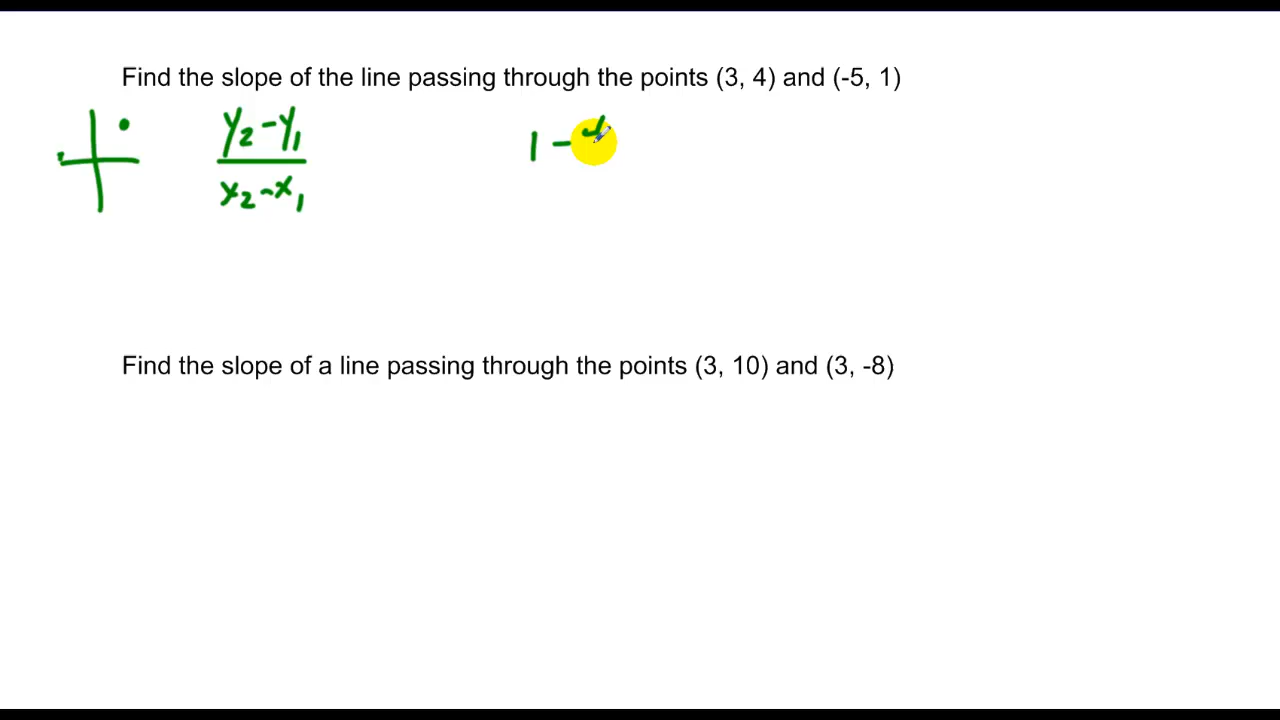 Find the slope of the line passing through the points (3, 4) and (-5, 1)
y₂-y₁ 1 - 4
x₂-x₁
Find the slope of a line passing through the points (3, 10) and (3, -8)